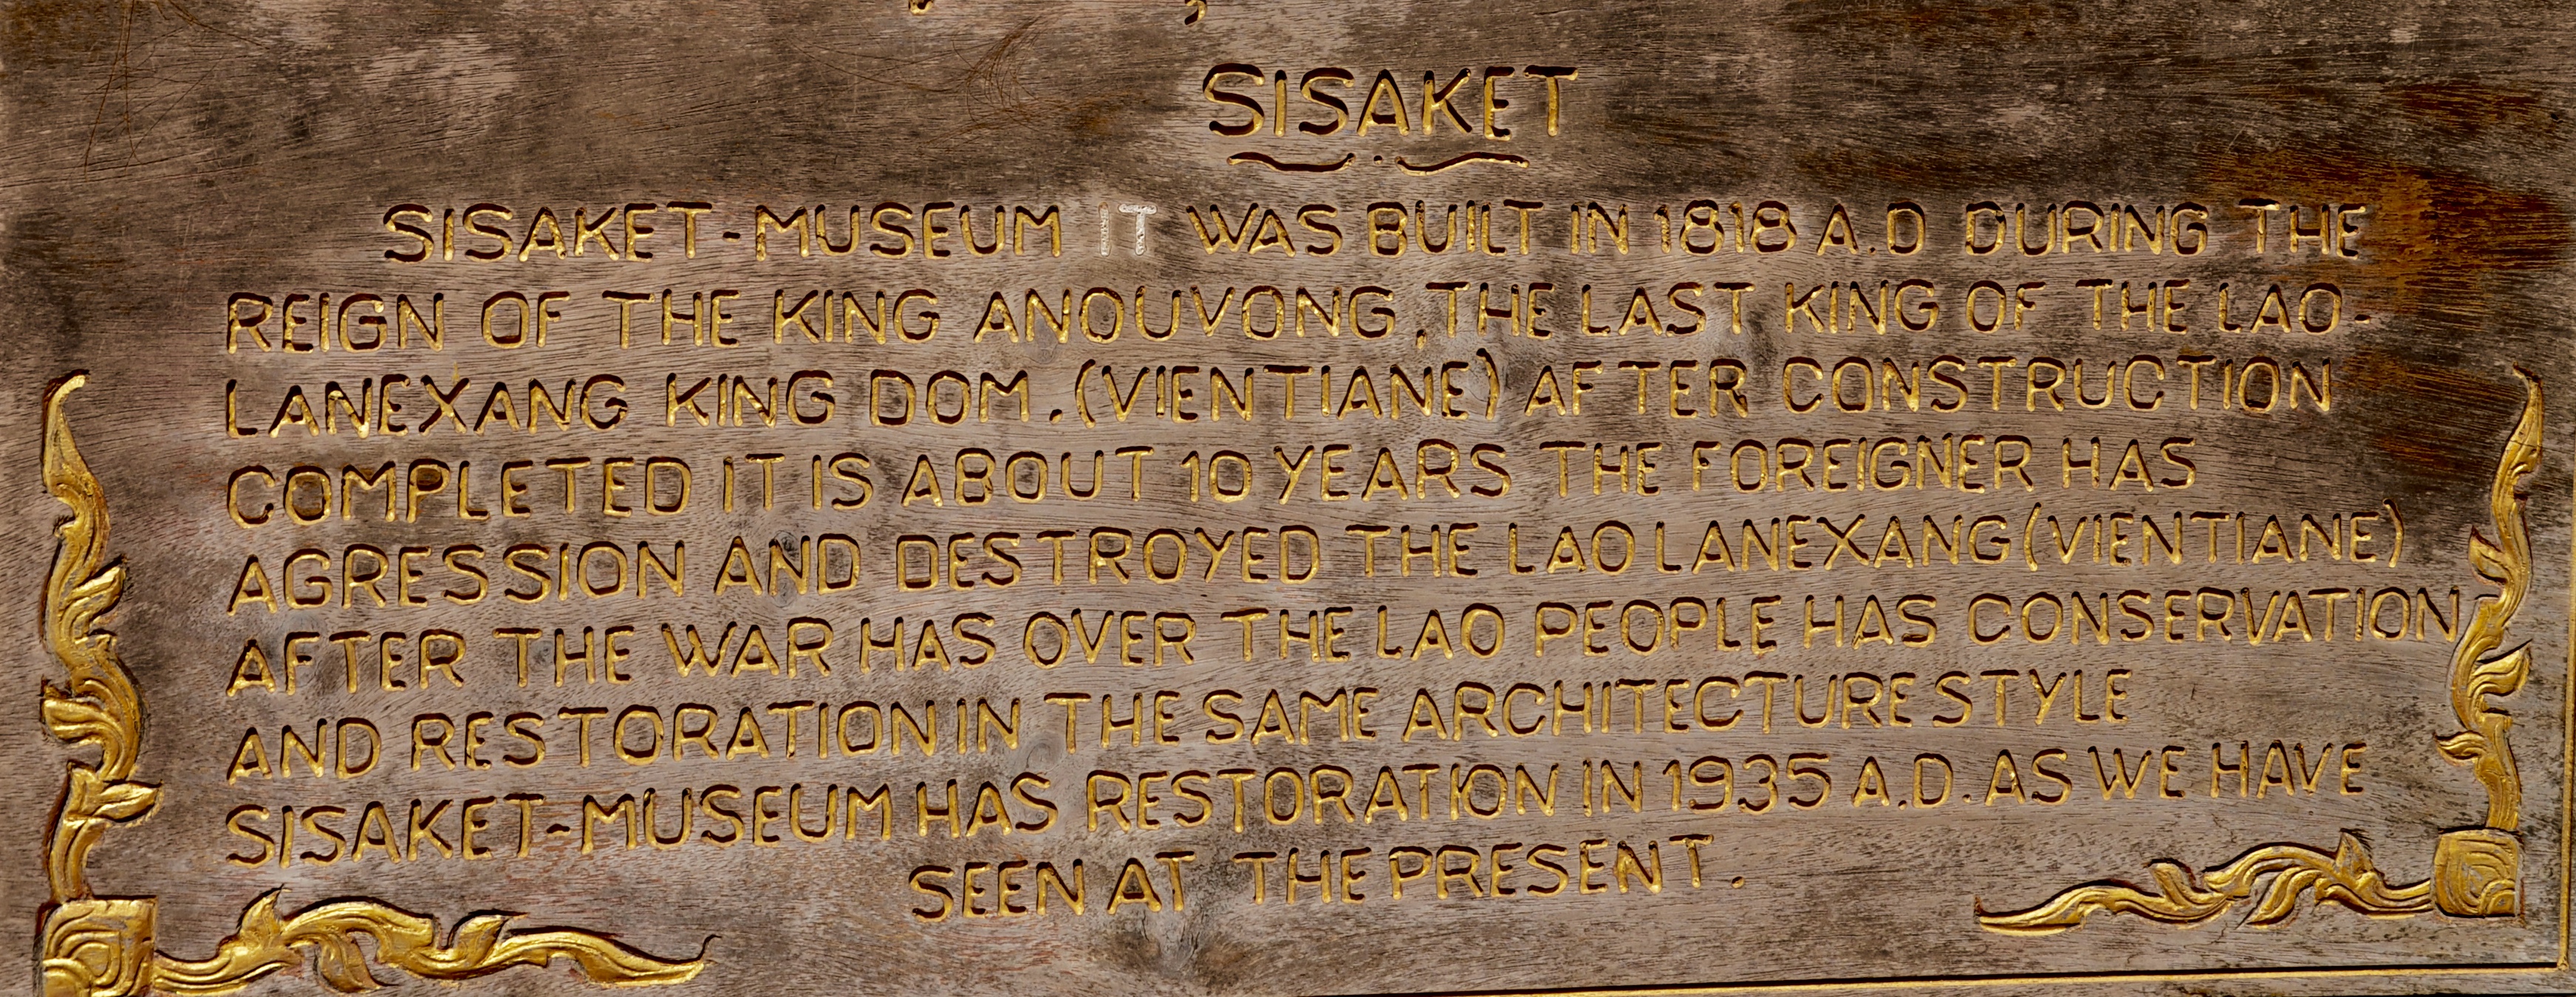 SISAKET
SISAKET-MUSEUM IT WAS BUILT IN 1818 A.D DURING THE
REIGN OF THE KING ANOUVONG, THE LAST KING OF THE LAO-
LANEXANG KING DOM. (VIENTIANE) AFTER CONSTRUCTION
COMPLETED IT IS ABOUT 10 YEARS THE FOREIGNER HAS
AGRESSION AND DESTROYED THE LAO LANEXANG (VIENTIANE)
AFTER THE WAR HAS OVER THE LAO PEOPLE HAS CONSERVATION
AND RESTORATION IN THE SAME ARCHITECTURE STYLE
SISAKET-MUSEUM HAS RESTORATION IN 1935 A.D. AS WE HAVE
SEEN AT THE PRESENT.